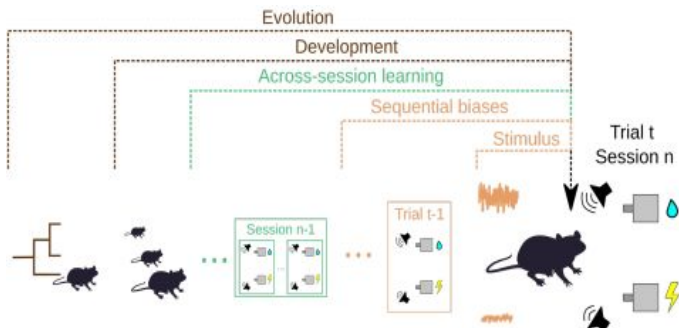 Evolution
Development
Across-session learning
Sequential biases
Stimulus
Trial t
Session n
Session n-1
Trial t-1